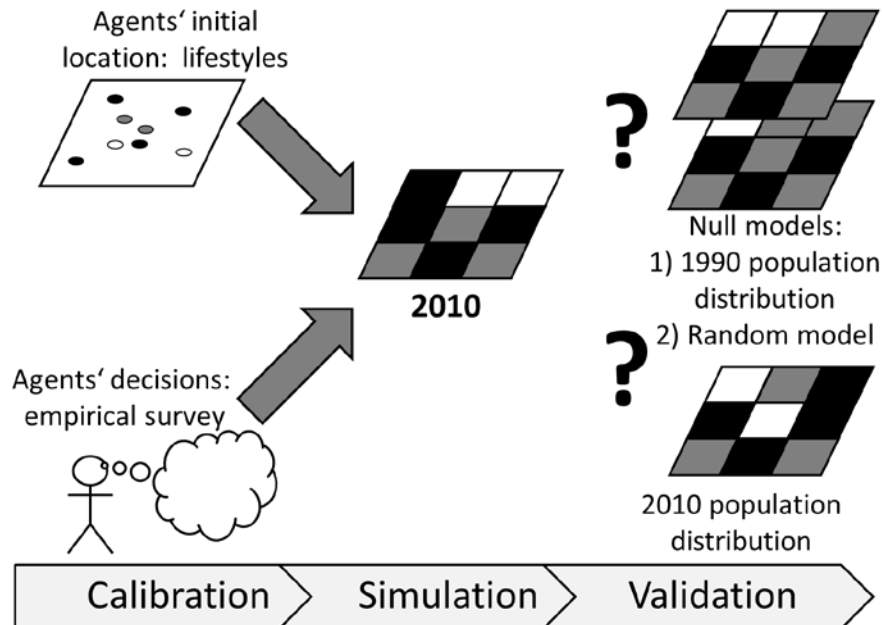 Agents‘ initial
location: lifestyles
?
Null models:
1) 1990 population
distribution
2) Random model
2010
Agents‘ decisions:
empirical survey
?
2010 population
distribution
Calibration
Simulation
Validation